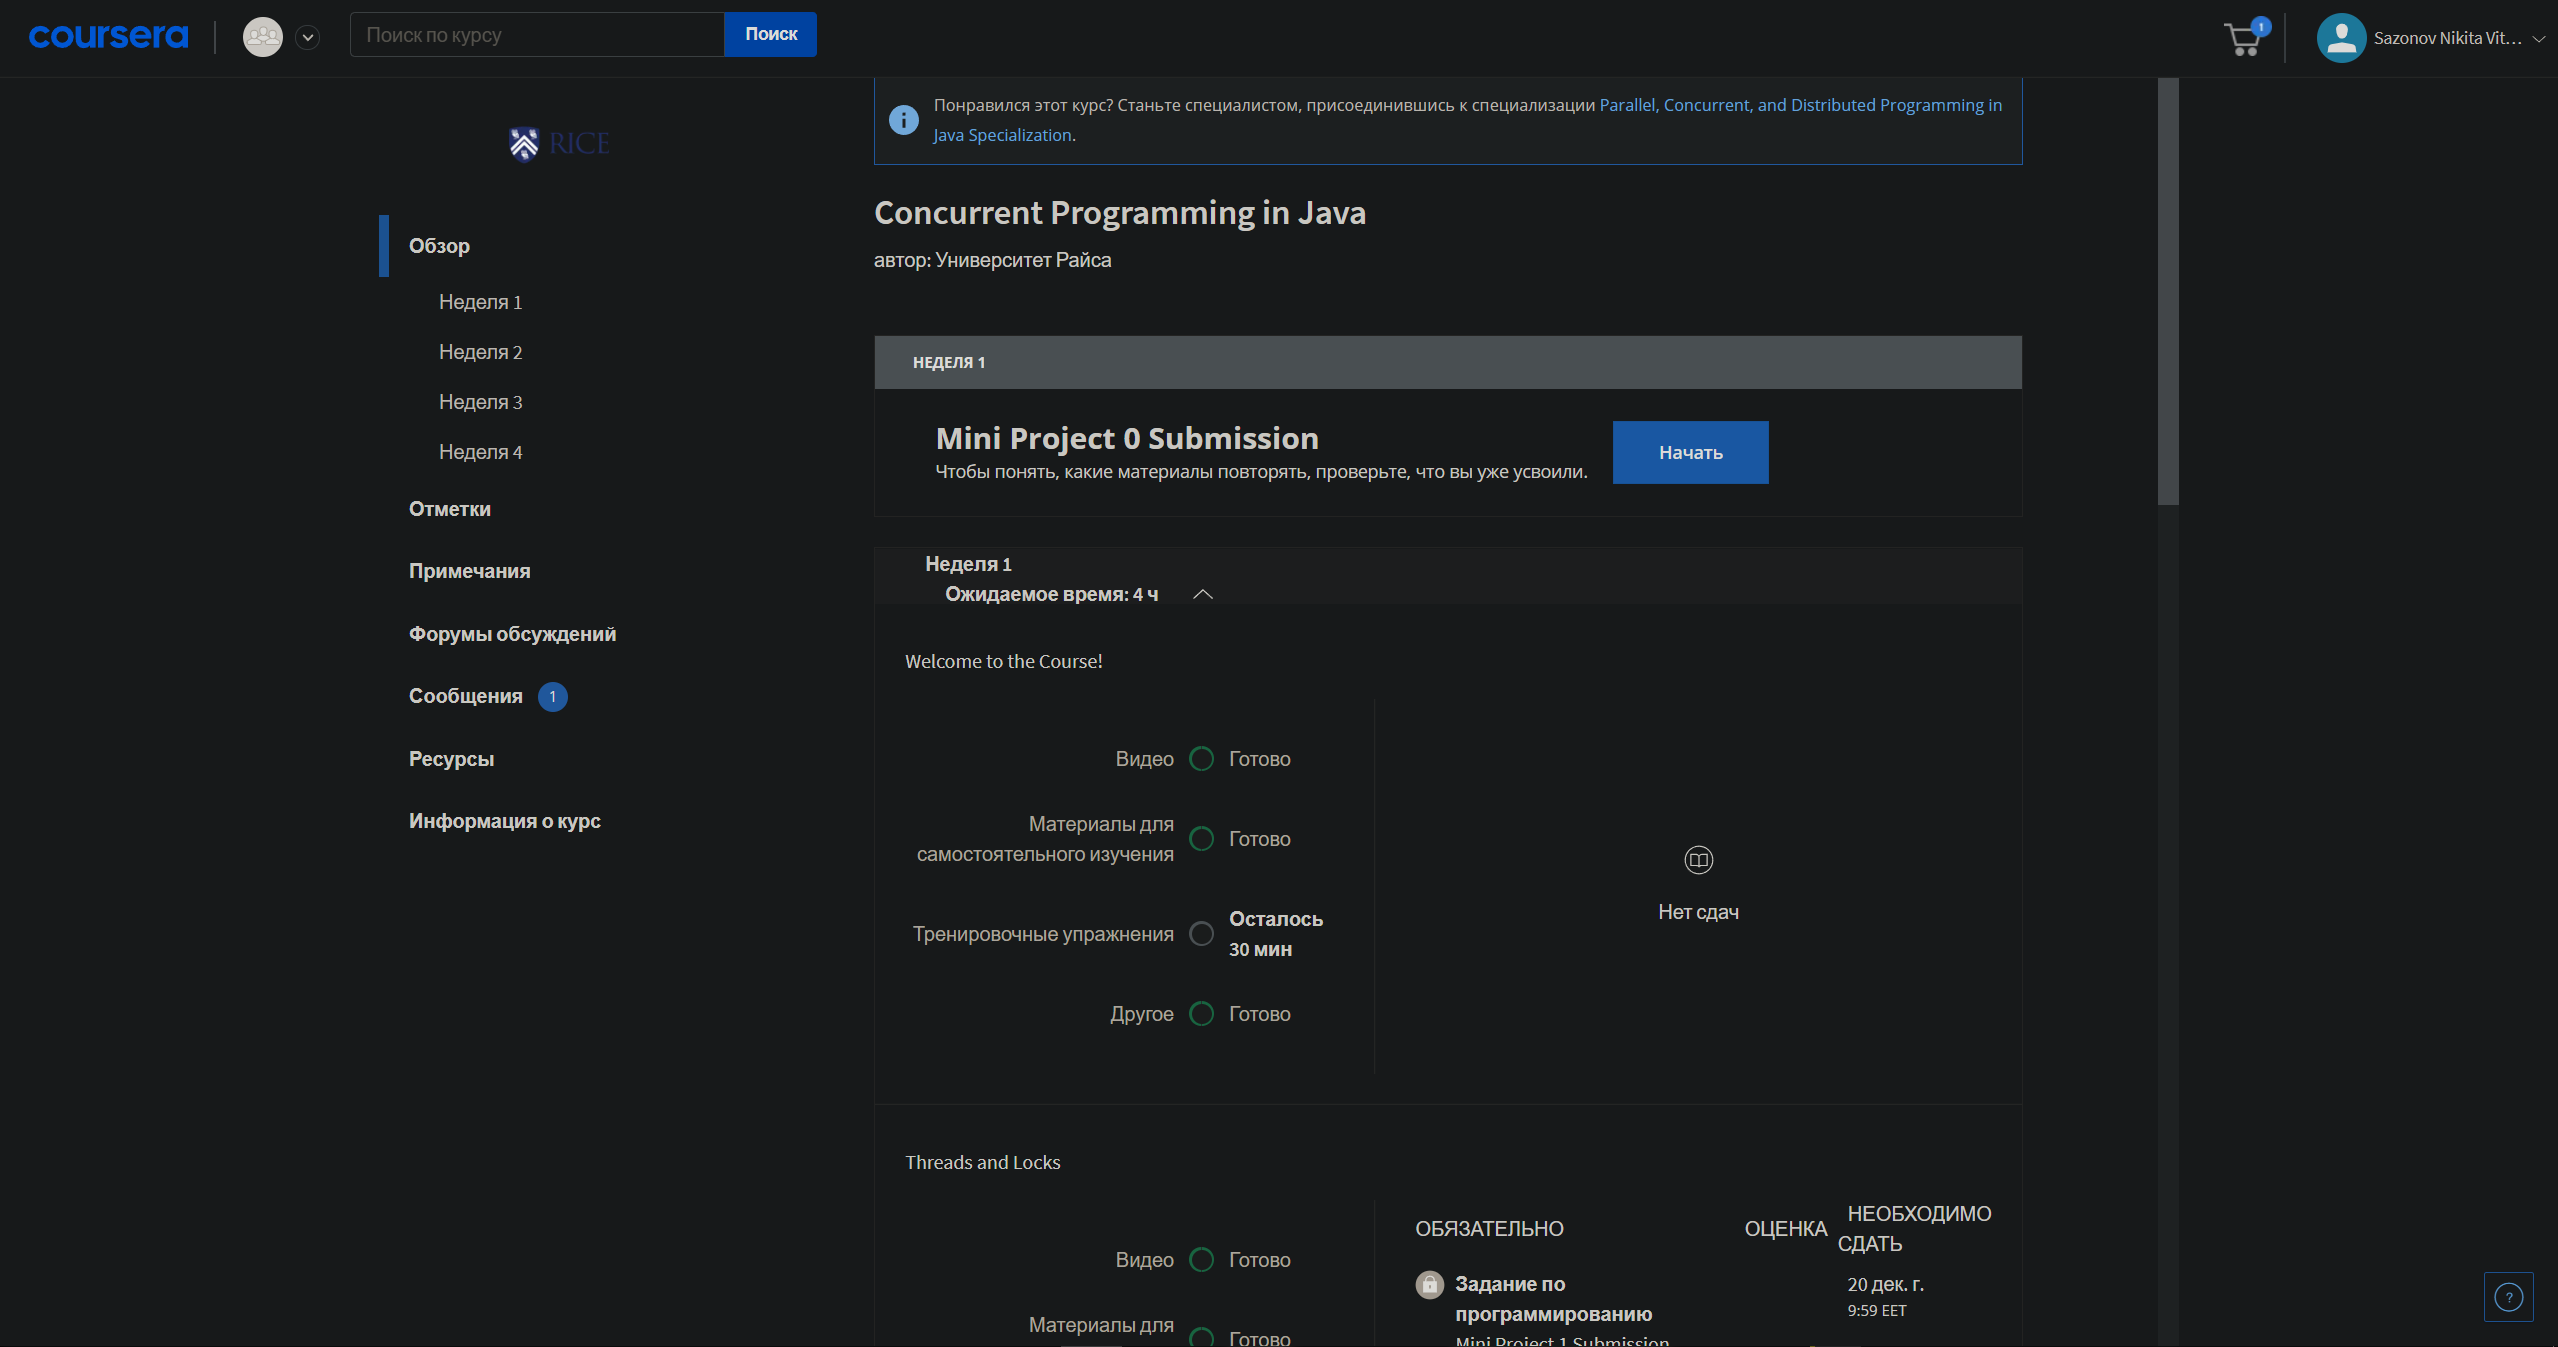 coursera
Поиск по курсу
Поиск
1
Sazonov Nikita Vit...
RICE
Обзор
Неделя 1
Неделя 2
Неделя 3
Неделя 4
Отметки
Примечания
Форумы обсуждений
Сообщения 1
Ресурсы
Информация о курс
Понравился этот курс? Станьте специалистом, присоединившись к специализации Parallel, Concurrent, and Distributed Programming in
Java Specialization.
Concurrent Programming in Java
автор: Университет Райса
НЕДЕЛЯ 1
Mini Project 0 Submission
Чтобы понять, какие материалы повторять, проверьте, что вы уже усвоили.
Начать
Неделя 1
Ожидаемое время: 4 ч
Welcome to the Course!
Видео Готово
Материалы для
самостоятельного изучения
Готово
Тренировочные упражнения
Осталось
30 мин
Другое Готово
Нет сдач
Threads and Locks
Видео Готово
Материалы для
Готово
ОБЯЗАТЕЛЬНО
ОЦЕНКА
НЕОБХОДИМО
СДАТЬ
Задание по
программированию
Mini Project 1 Submission
20 дек. г.
9:59 EET
?